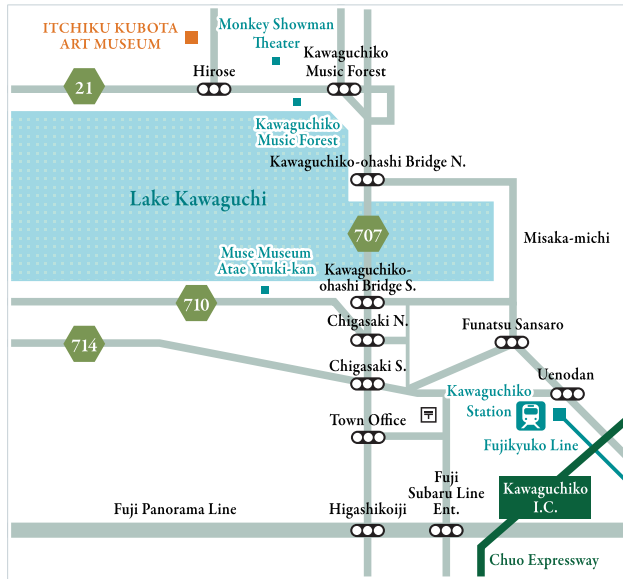 ITCHIKU KUBOTA
ART MUSEUM
Monkey Showman
Theater
Kawaguchiko
Music Forest
Hirose
21
Kawaguchiko
Music Forest
Kawaguchiko-ohashi Bridge N.
Lake Kawaguchi
707
Misaka-michi
Muse Museum
Atae Yuuki-kan
Kawaguchiko-
ohashi Bridge S.
710
Chigasaki N.
Funatsu Sansaro
714
Chigasaki S.
Uenodan
Kawaguchiko
Station
Town Office
〒
Fujikyuko Line
Fuji
Subaru Line
Ent.
Kawaguchiko
I.C.
Fuji Panorama Line
Higashikoiji
Chuo Expressway